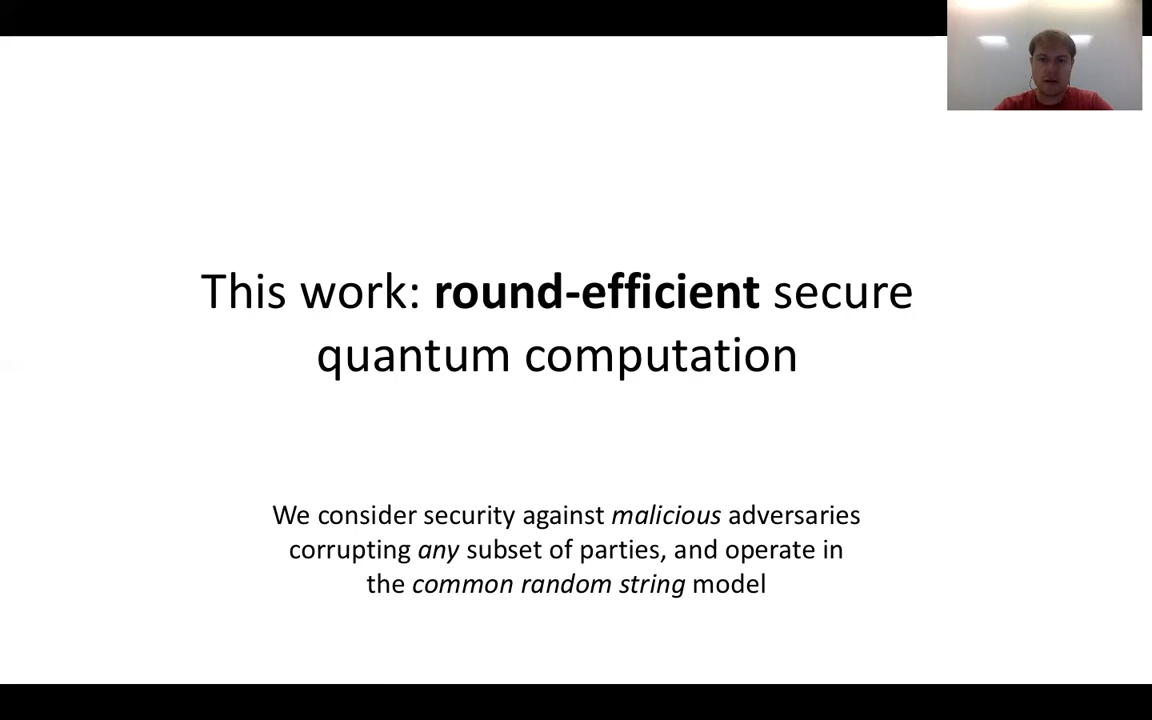 This work: round-efficient secure
quantum computation
We consider security against malicious adversaries
corrupting any subset of parties, and operate in
the common random string model